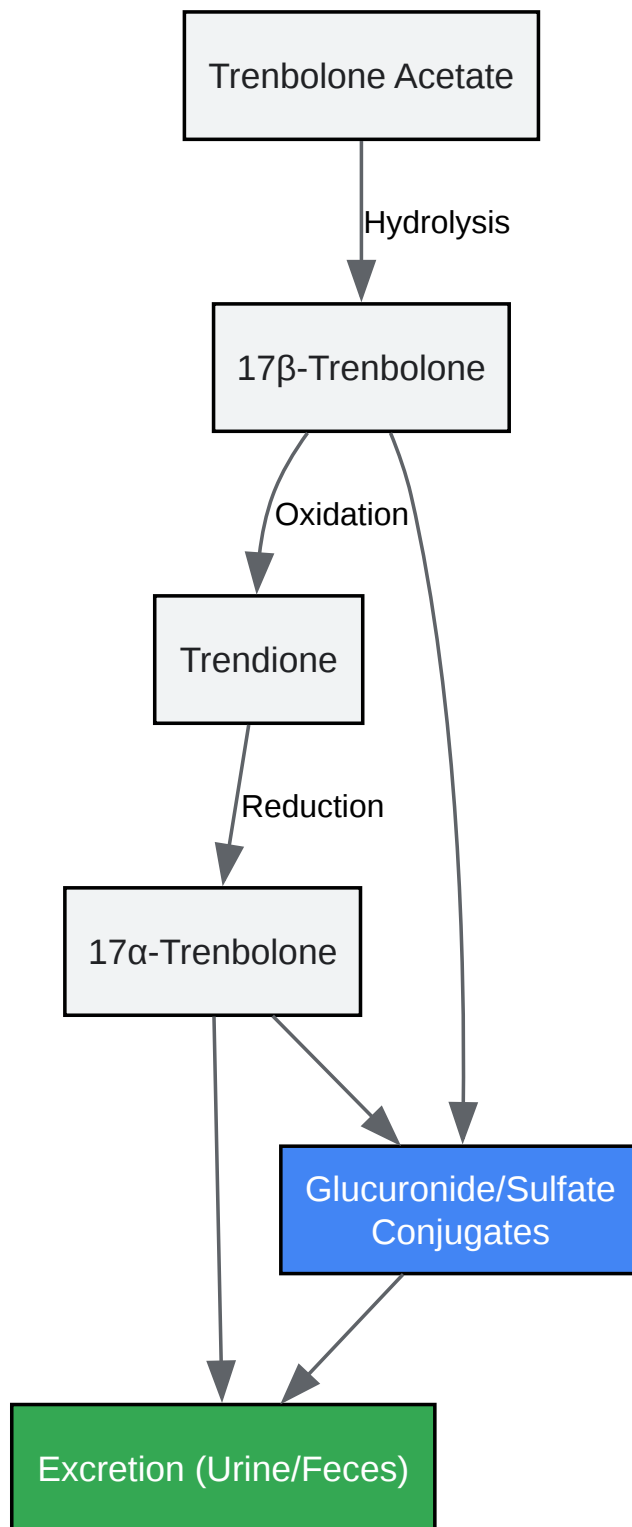 Trenbolone Acetate
Hydrolysis
17β-Trenbolone
Oxidation
Trendione
Reduction
17α-Trenbolone
Glucuronide/Sulfate
Conjugates
Excretion (Urine/Feces)